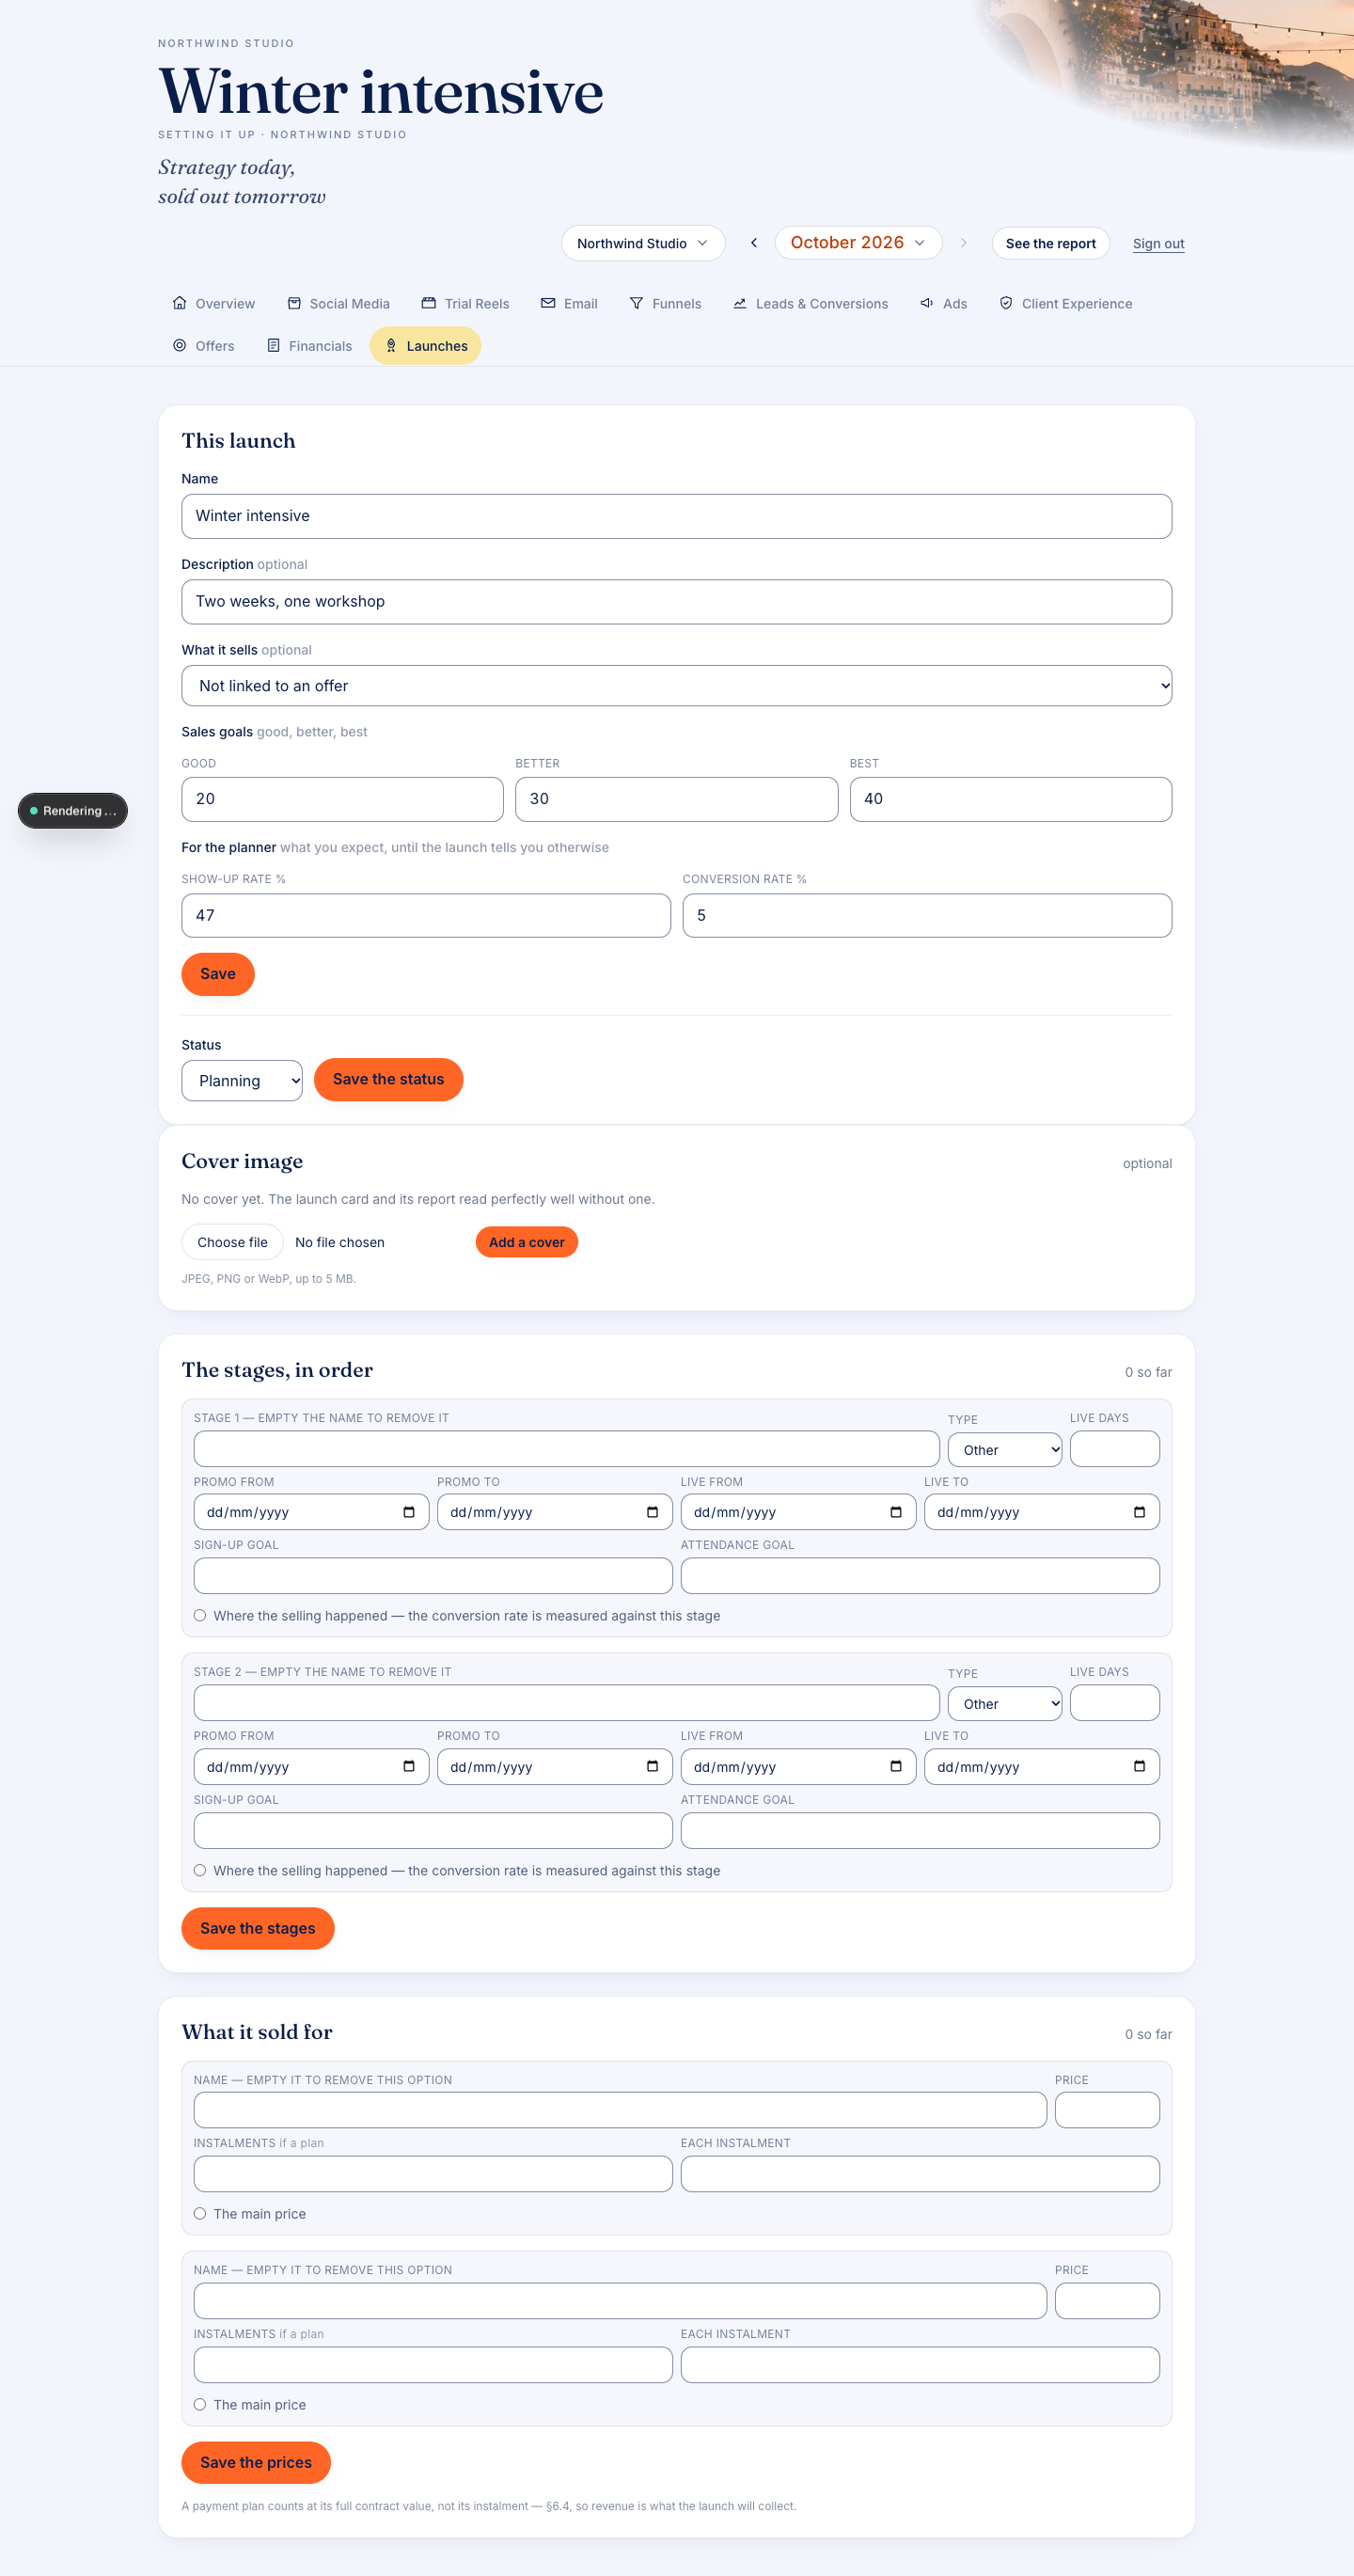 NORTHWIND STUDIO
Winter intensive
SETTING IT UP · NORTHWIND STUDIO
Strategy today,
sold out tomorrow
Northwind Studio October 2026 See the report Sign out
Overview Social Media Trial Reels Email Funnels Leads & Conversions Ads Client Experience
Offers Financials Launches
This launch
Name
Winter intensive
Description optional
Two weeks, one workshop
What it sells optional
Not linked to an offer
Sales goals good, better, best
GOOD BETTER BEST
20 30 40
Rendering...
For the planner what you expect, until the launch tells you otherwise
SHOW-UP RATE % CONVERSION RATE %
47 5
Save
Status
Planning Save the status
Cover image optional
No cover yet. The launch card and its report read perfectly well without one.
Choose file No file chosen Add a cover
JPEG, PNG or WebP, up to 5 MB.
The stages, in order 0 so far
STAGE 1 — EMPTY THE NAME TO REMOVE IT TYPE LIVE DAYS
Other
PROMO FROM PROMO TO LIVE FROM LIVE TO
dd/mm/yyyy dd/mm/yyyy dd/mm/yyyy dd/mm/yyyy
SIGN-UP GOAL ATTENDANCE GOAL
Where the selling happened — the conversion rate is measured against this stage
STAGE 2 — EMPTY THE NAME TO REMOVE IT TYPE LIVE DAYS
Other
PROMO FROM PROMO TO LIVE FROM LIVE TO
dd/mm/yyyy dd/mm/yyyy dd/mm/yyyy dd/mm/yyyy
SIGN-UP GOAL ATTENDANCE GOAL
Where the selling happened — the conversion rate is measured against this stage
Save the stages
What it sold for 0 so far
NAME — EMPTY IT TO REMOVE THIS OPTION PRICE
INSTALMENTS if a plan EACH INSTALMENT
The main price
NAME — EMPTY IT TO REMOVE THIS OPTION PRICE
INSTALMENTS if a plan EACH INSTALMENT
The main price
Save the prices
A payment plan counts at its full contract value, not its instalment — §6.4, so revenue is what the launch will collect.